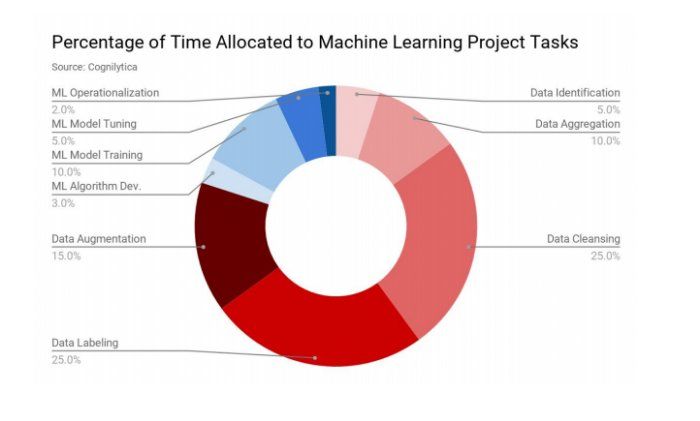 Percentage of Time Allocated to Machine Learning Project Tasks
Source: Cognilytica
ML Operationalization
2.0%
ML Model Tuning
5.0%
ML Model Training
10.0%
ML Algorithm Dev.
3.0%
Data Augmentation
15.0%
Data Labeling
25.0%
Data Identification
5.0%
Data Aggregation
10.0%
Data Cleansing
25.0%